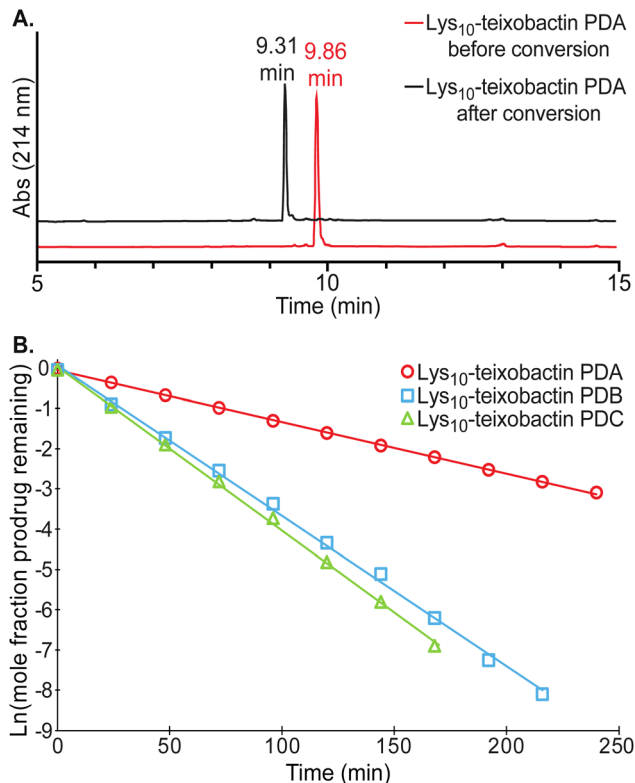 A.
9.31
min
9.86
min
Lys₁₀-teixobactin PDA
before conversion
Lys₁₀-teixobactin PDA
after conversion
Abs (214 nm)
5
10
15
Time (min)
B.
Lys₁₀-teixobactin PDA
Lys₁₀-teixobactin PDB
Lys₁₀-teixobactin PDC
Ln(mole fraction prodrug remaining)
0
-1
-2
-3
-4
-5
-6
-7
-8
-9
0
50
100
150
200
250
Time (min)